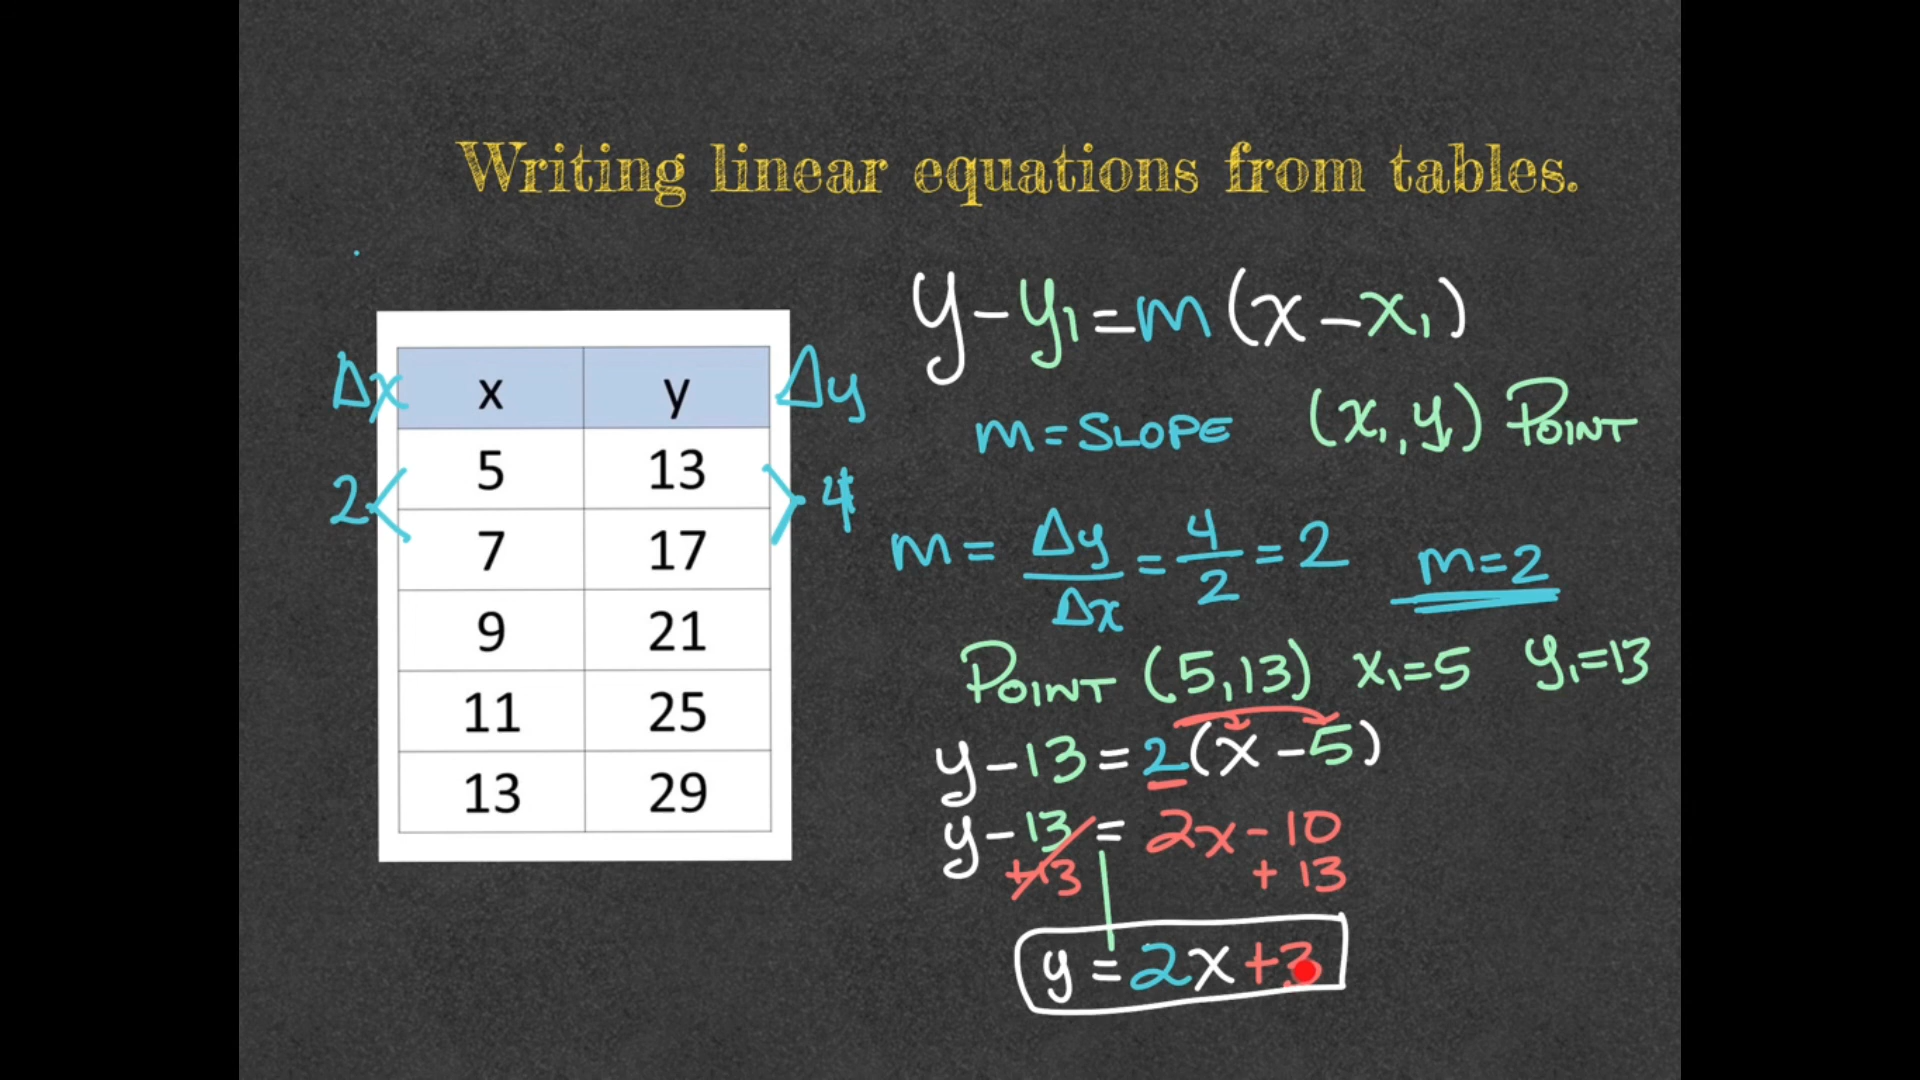 Writing linear equations from tables.
y-y₁=m(x-x₁)
Δx x y Δy
m=SLOPE (x₁,y₁) POINT
5 13
2 4
7 17
m= Δy/Δx = 4/2 = 2 m=2
9 21
POINT (5,13) x₁=5 y₁=13
11 25
y-13=2(x-5)
13 29
y-13=2x-10
+13 +13
y=2x+3